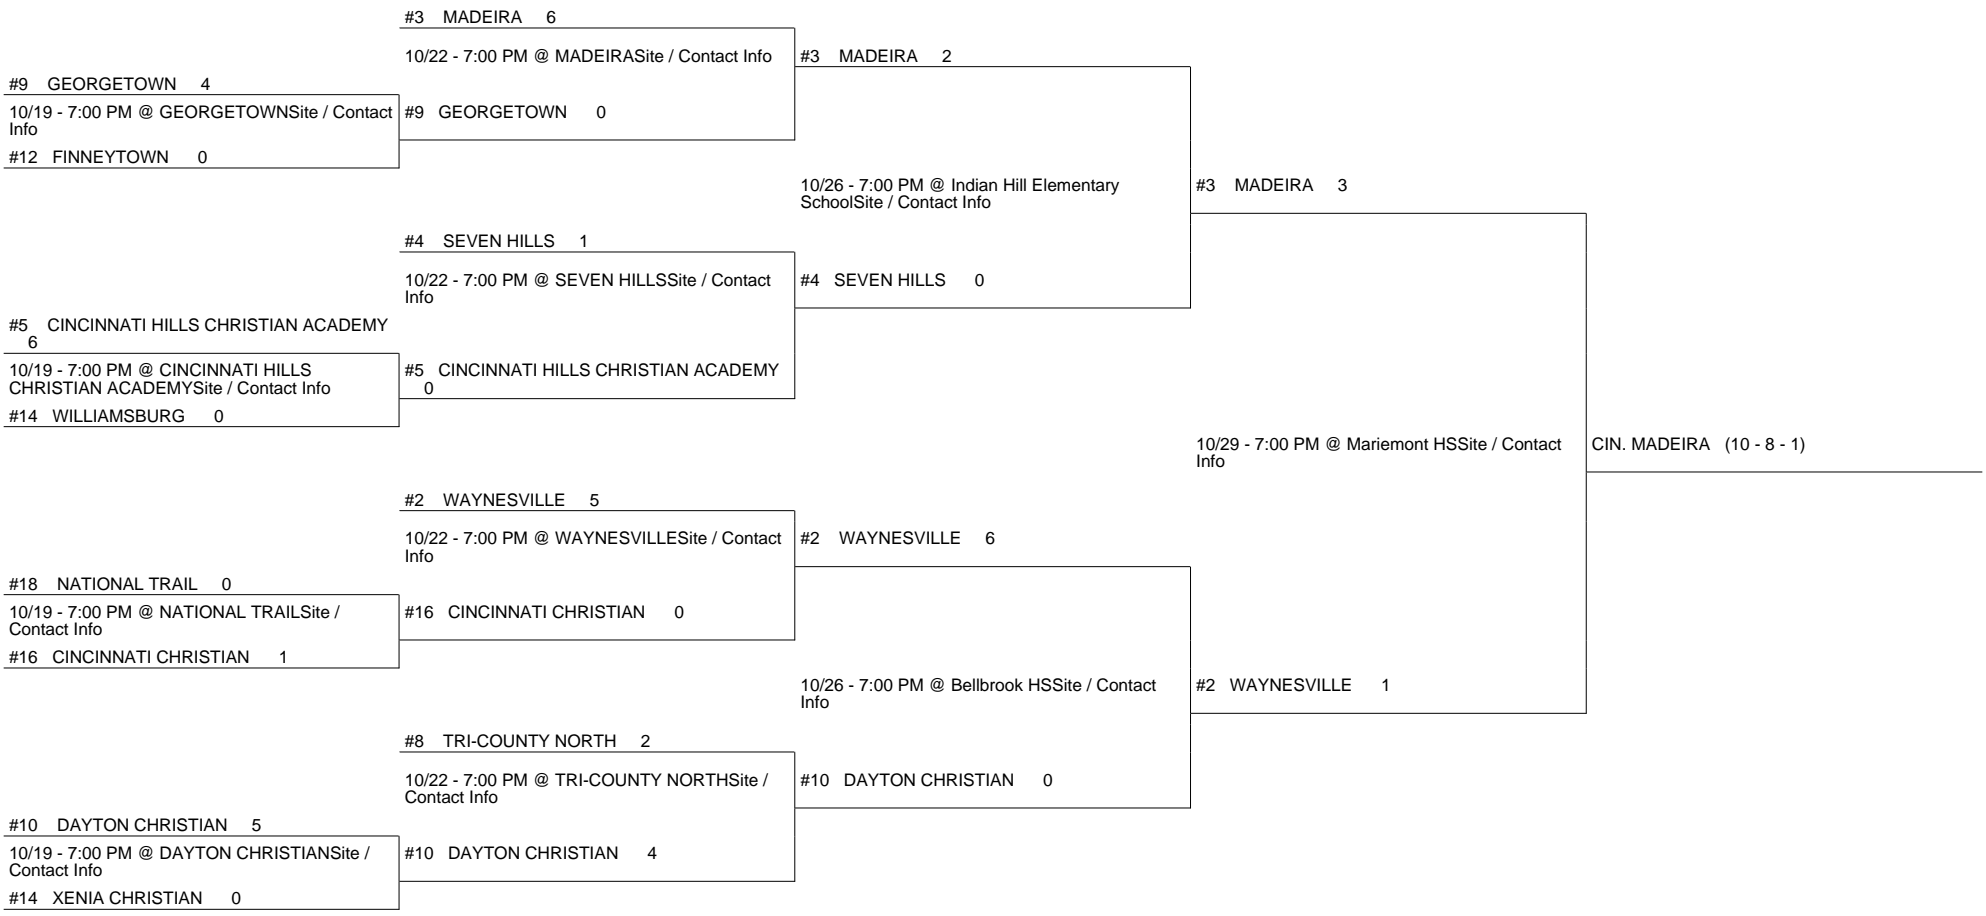 #3 MADEIRA 6
10/22 - 7:00 PM @ MADEIRASite / Contact Info
#3 MADEIRA 2
#9 GEORGETOWN 4
10/19 - 7:00 PM @ GEORGETOWNSite / Contact
Info
#9 GEORGETOWN 0
#12 FINNEYTOWN 0
10/26 - 7:00 PM @ Indian Hill Elementary
SchoolSite / Contact Info
#3 MADEIRA 3
#4 SEVEN HILLS 1
10/22 - 7:00 PM @ SEVEN HILLSSite / Contact
Info
#4 SEVEN HILLS 0
#5 CINCINNATI HILLS CHRISTIAN ACADEMY
6
10/19 - 7:00 PM @ CINCINNATI HILLS
CHRISTIAN ACADEMYSite / Contact Info
#5 CINCINNATI HILLS CHRISTIAN ACADEMY
0
#14 WILLIAMSBURG 0
10/29 - 7:00 PM @ Mariemont HSSite / Contact
Info
CIN. MADEIRA (10 - 8 - 1)
#2 WAYNESVILLE 5
10/22 - 7:00 PM @ WAYNESVILLESite / Contact
Info
#2 WAYNESVILLE 6
#18 NATIONAL TRAIL 0
10/19 - 7:00 PM @ NATIONAL TRAILSite /
Contact Info
#16 CINCINNATI CHRISTIAN 0
#16 CINCINNATI CHRISTIAN 1
10/26 - 7:00 PM @ Bellbrook HSSite / Contact
Info
#2 WAYNESVILLE 1
#8 TRI-COUNTY NORTH 2
10/22 - 7:00 PM @ TRI-COUNTY NORTHSite /
Contact Info
#10 DAYTON CHRISTIAN 0
#10 DAYTON CHRISTIAN 5
10/19 - 7:00 PM @ DAYTON CHRISTIANSite /
Contact Info
#10 DAYTON CHRISTIAN 4
#14 XENIA CHRISTIAN 0